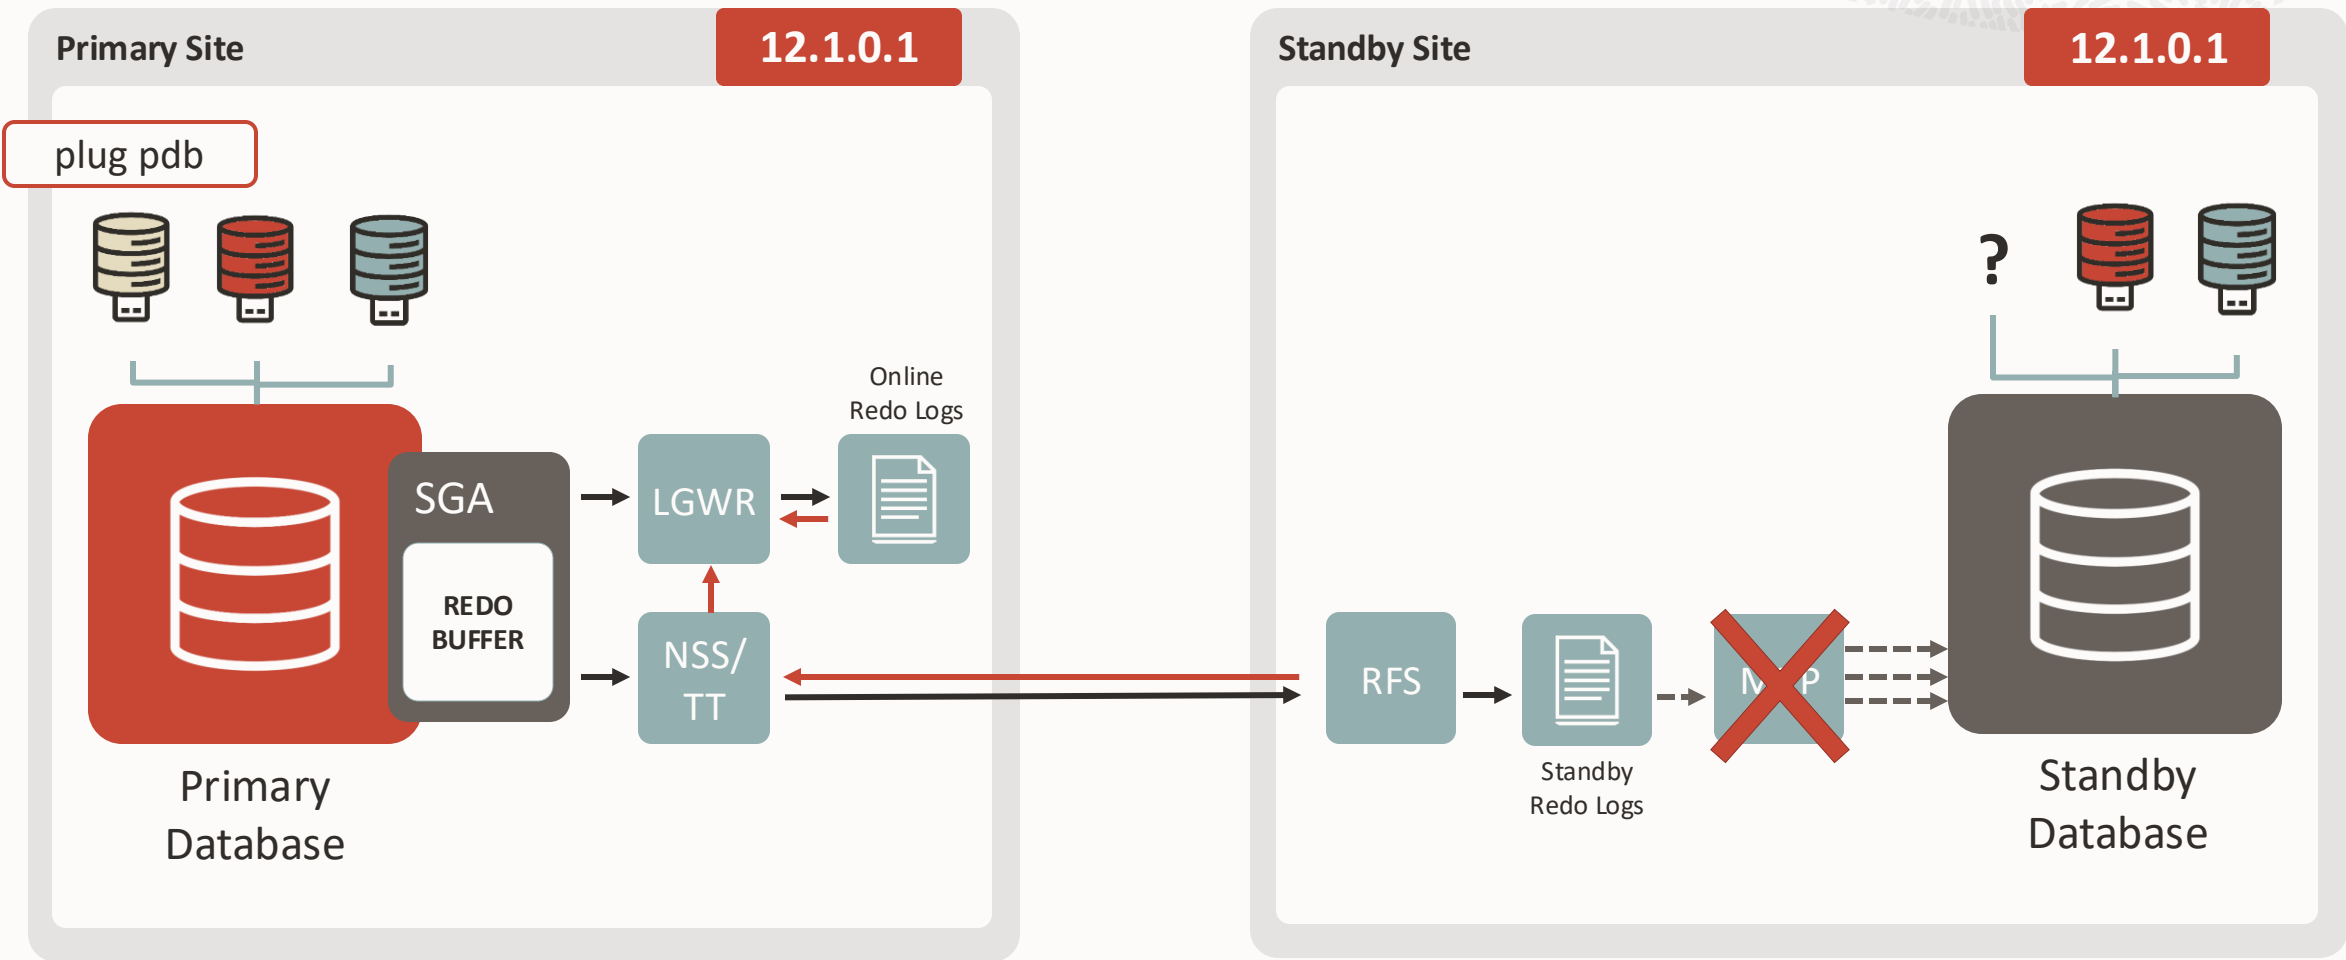 Primary Site
12.1.0.1
Standby Site
12.1.0.1
plug pdb
?
Online
Redo Logs
SGA
LGWR
REDO
BUFFER
NSS/
TT
RFS
Standby
Redo Logs
Primary
Database
Standby
Database